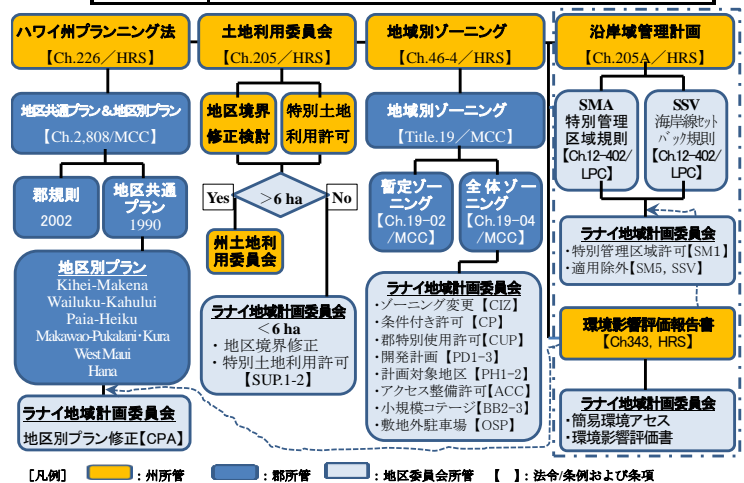 ハワイ州プランニング法
【Ch.226／HRS】
土地利用委員会
【Ch.205／HRS】
地域別ゾーニング
【Ch.46-4／HRS】
沿岸域管理計画
【Ch.205A／HRS】
地区共通プラン＆地区別プラン
【Ch.2,808/MCC】
郡規則
2002
地区共通
プラン
1990
地区別プラン
Kihei-Makena
Wailuku-Kahului
Paia-Heiku
Makawao-Pukalani・Kura
West Maui
Hana
ラナイ地域計画委員会
地区別プラン修正【CPA】
地区境界
修正検討
特別土地
利用許可
＞6 ha
Yes
No
州土地利
用委員会
ラナイ地域計画委員会
＜6 ha
・ 地区境界修正
・ 特別土地利用許可
【SUP.1-2】
地域別ゾーニング
【Title.19／MCC】
暫定ゾー
ニング
【Ch.19-02
/MCC】
全体ゾー
ニング
【Ch.19-04
/MCC】
ラナイ地域計画委員会
・ゾーニング変更 【CIZ】
・条件付き許可 【CP】
・郡特別使用許可 【CUP】
・開発計画 【PD1-3】
・計画対象地区 【PH1-2】
・アクセス整備許可 【ACC】
・小規模コテージ 【BB2-3】
・敷地外駐車場 【OSP】
SMA
特別管理
区域規則
【Ch.12-402/
LPC】
SSV
海岸線セット
バック規則
【Ch.12-402/
LPC】
ラナイ地域計画委員会
・特別管理区域許可【SM1】
・適用除外【SM5, SSV】
環境影響評価報告書
【Ch343, HRS】
ラナイ地域計画委員会
・簡易環境アセス
・環境影響評価書
［凡例］ ：州所管 ：郡所管 ：地区委員会所管 【 】：法令/条例および条項